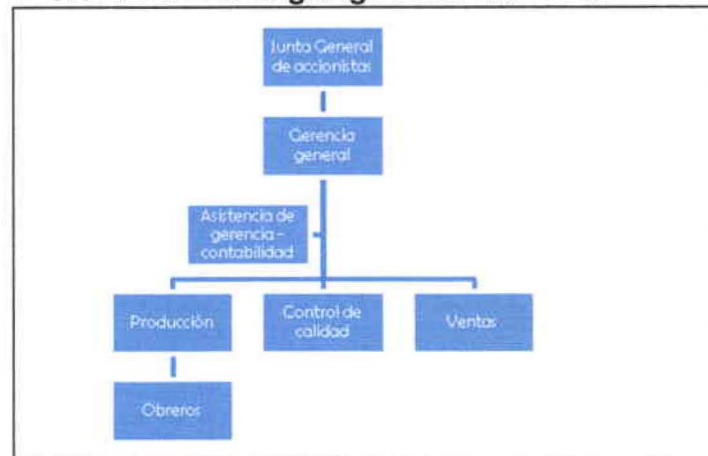 Junta General
de accionistas
Gerencia
general
Asistencia de
gerencia -
contabilidad
Producción
Control de
calidad
Ventas
Obreros